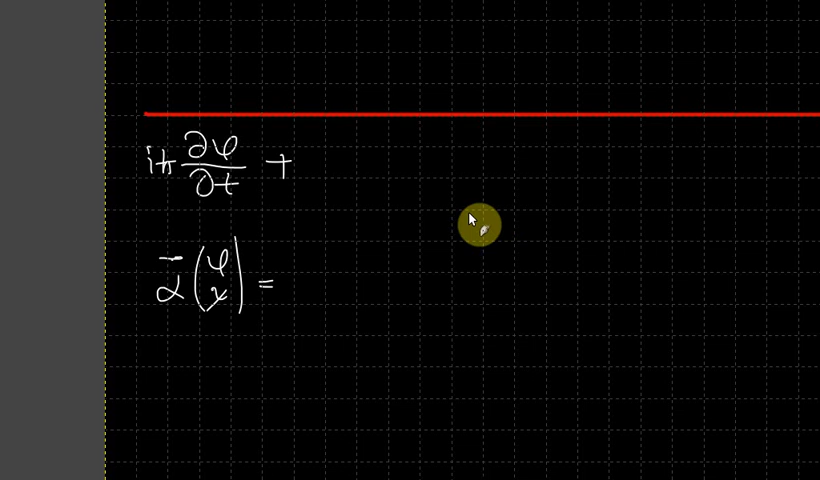 iħ ∂φ/∂t +
α⃗ (φ χ) =